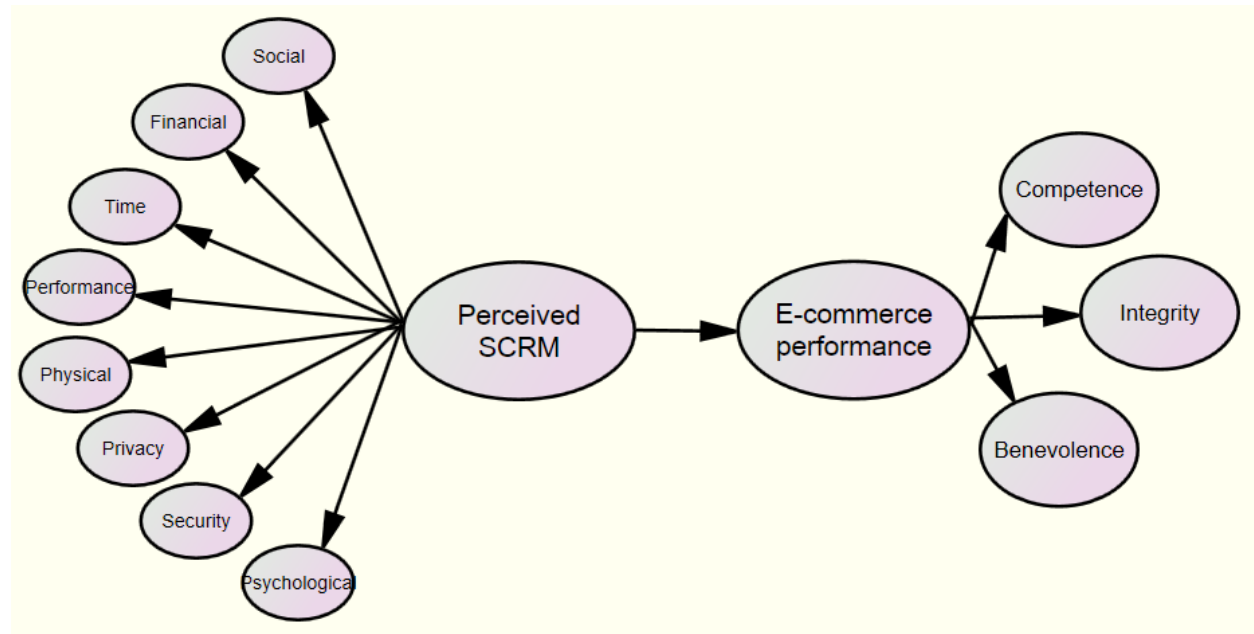 Social
Financial
Time
Performance
Physical
Privacy
Security
Psychological
Perceived
SCRM
E-commerce
performance
Competence
Integrity
Benevolence